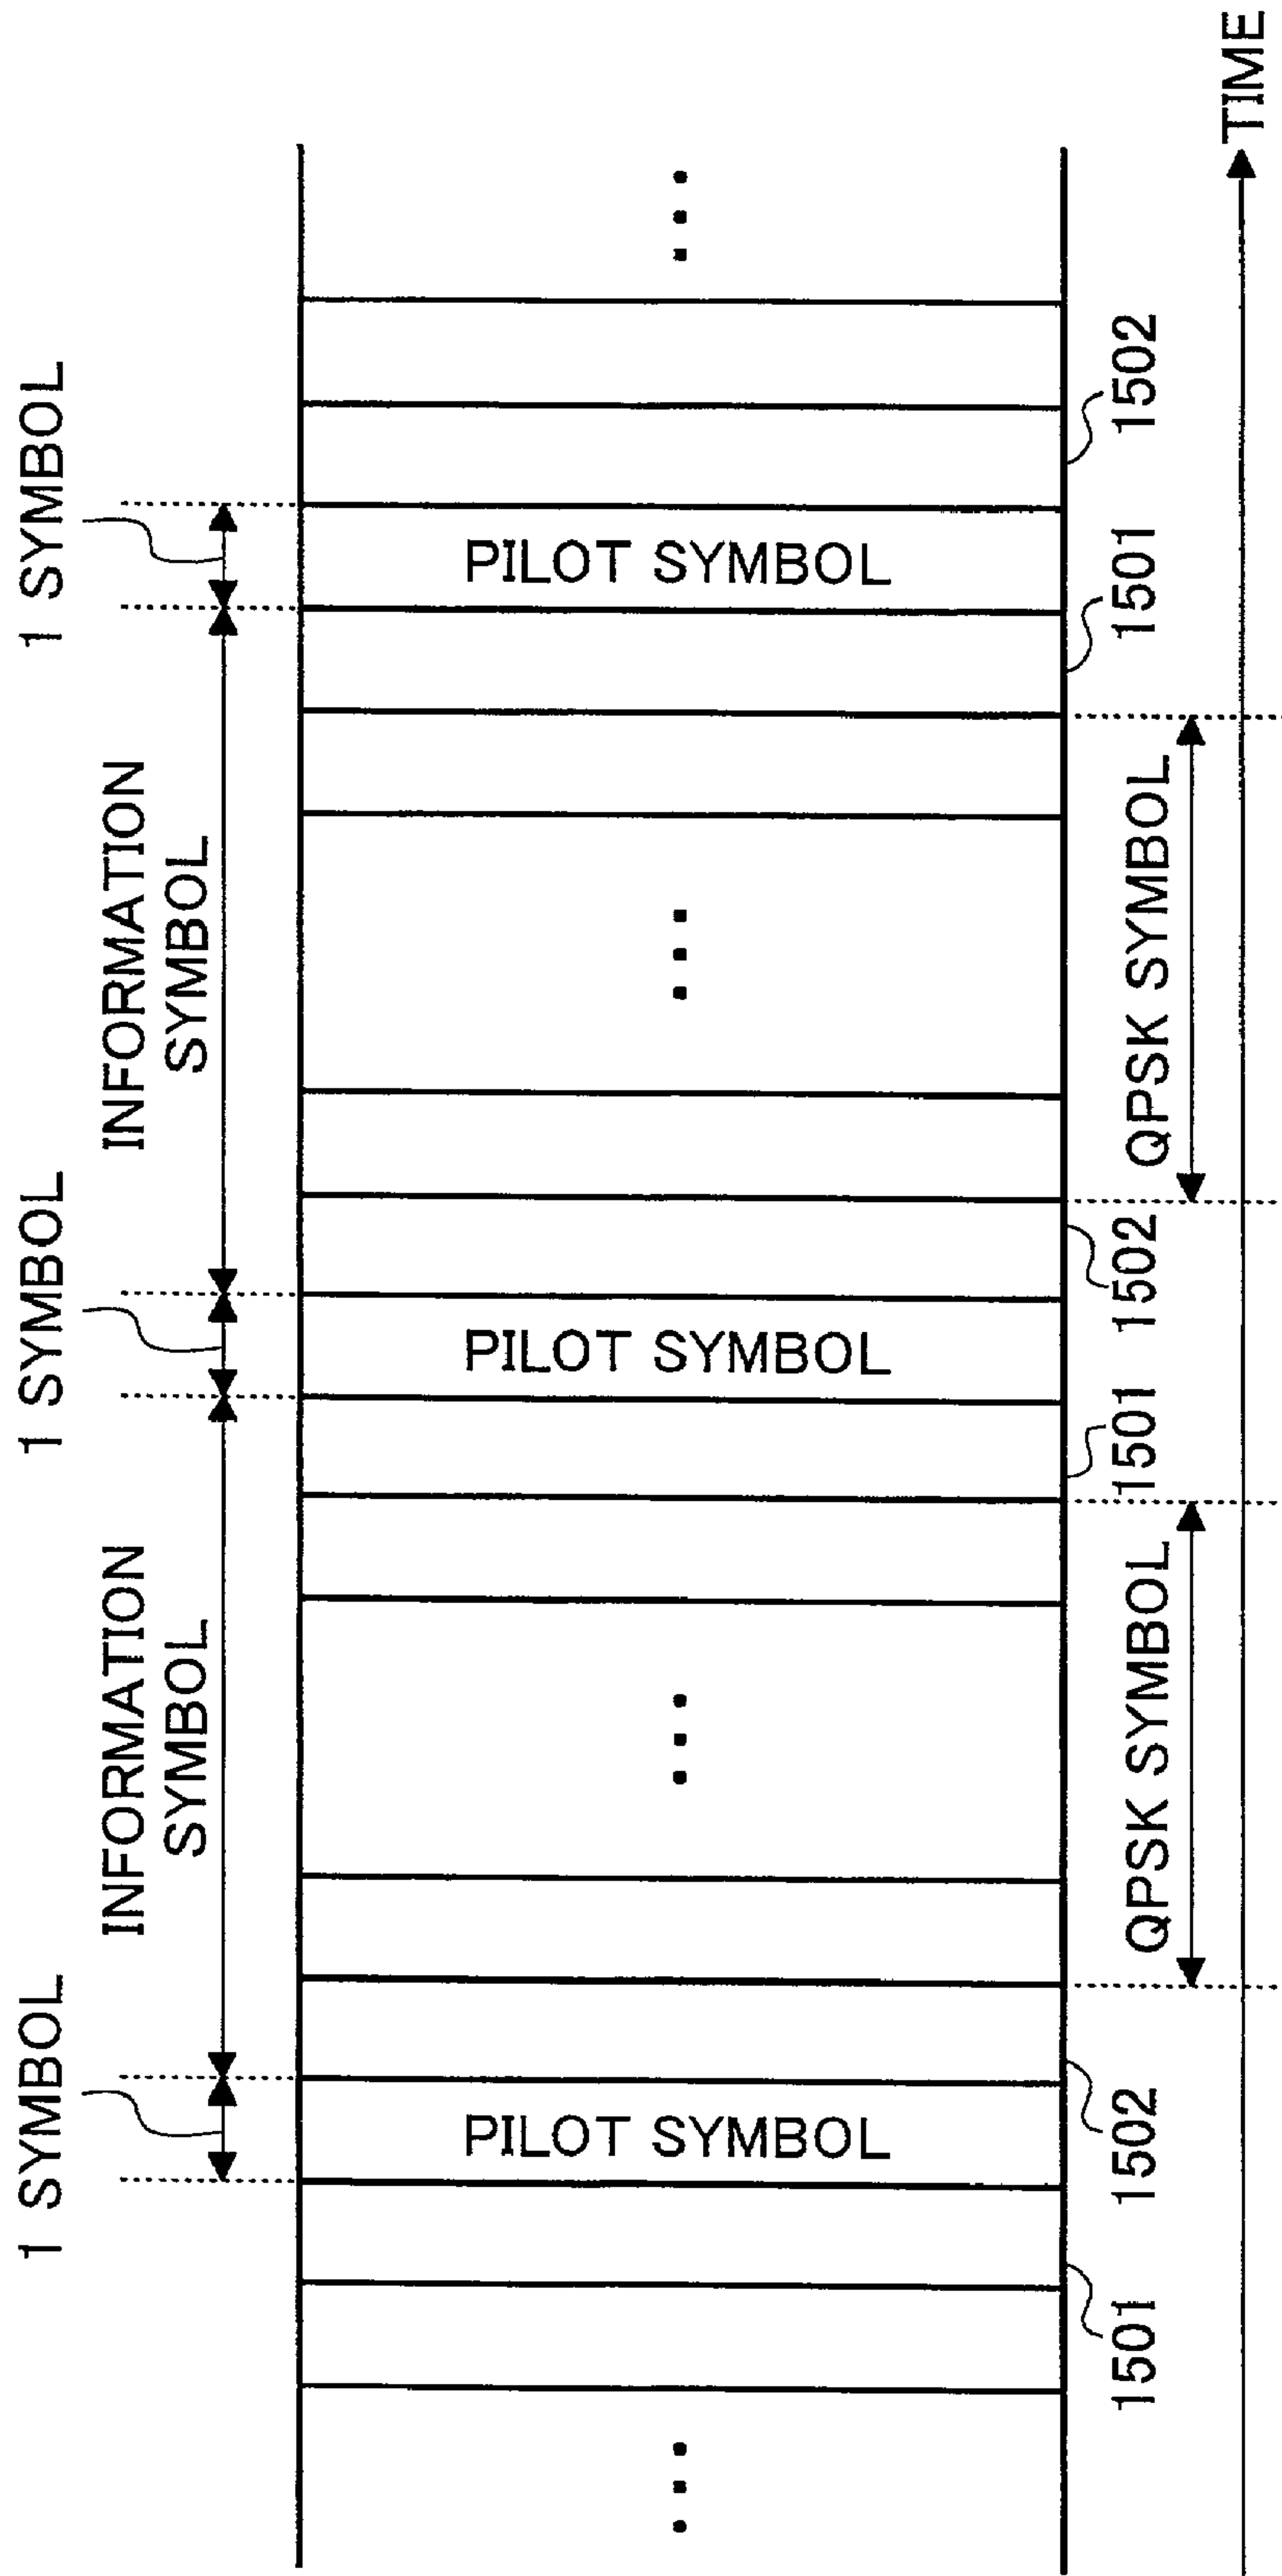 1 SYMBOL
1 SYMBOL
1 SYMBOL
INFORMATION
SYMBOL
INFORMATION
SYMBOL
PILOT SYMBOL
PILOT SYMBOL
PILOT SYMBOL
1501
1502
1501
1502
1501
1502
QPSK SYMBOL
QPSK SYMBOL
TIME